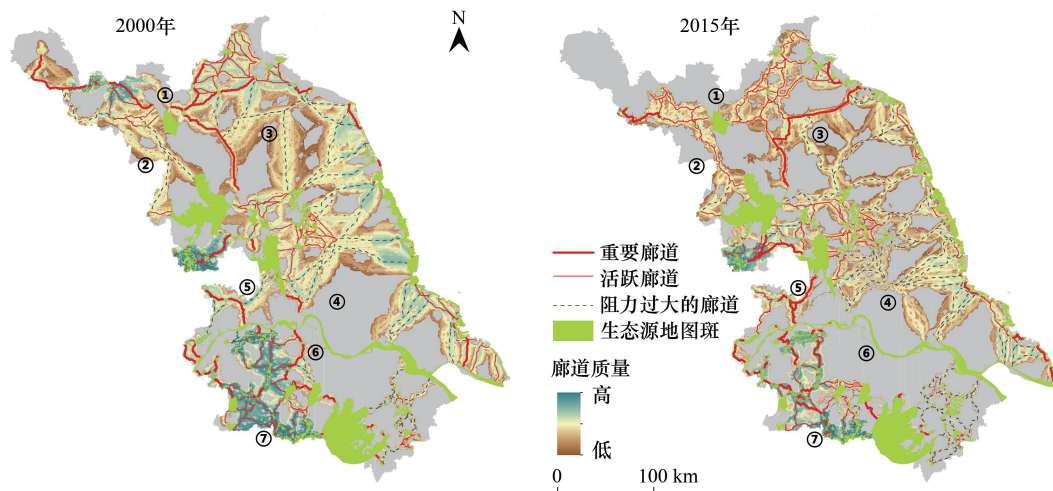 2000年
N
2015年
①
②
③
④
⑤
⑥
⑦
①
②
③
④
⑤
⑥
⑦
重要廊道
活跃廊道
阻力过大的廊道
生态源地图斑
廊道质量
高
低
0 100 km